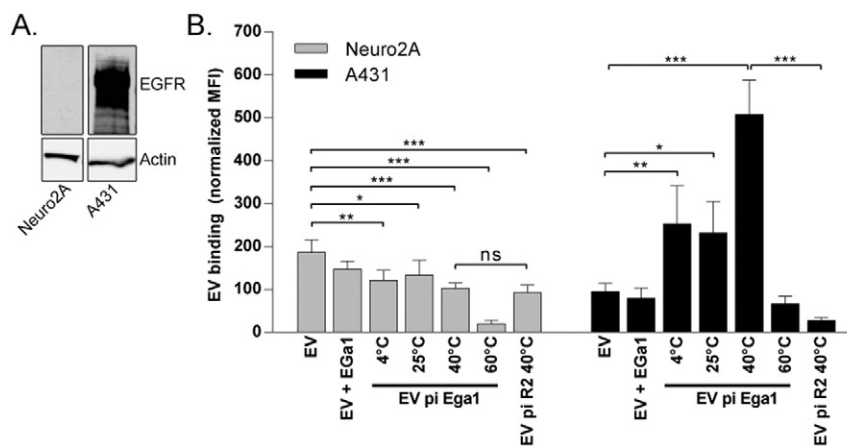 A.
EGFR
Actin
Neuro2A
A431
B.
EV binding (normalized MFI)
700
600
500
400
300
200
100
0
Neuro2A
A431
***
***
***
*
**
ns
***
***
*
**
EV
EV + EGa1
4°C
25°C
40°C
60°C
EV pi R2 40°C
EV pi Ega1
EV
EV + EGa1
4°C
25°C
40°C
60°C
EV pi R2 40°C
EV pi Ega1